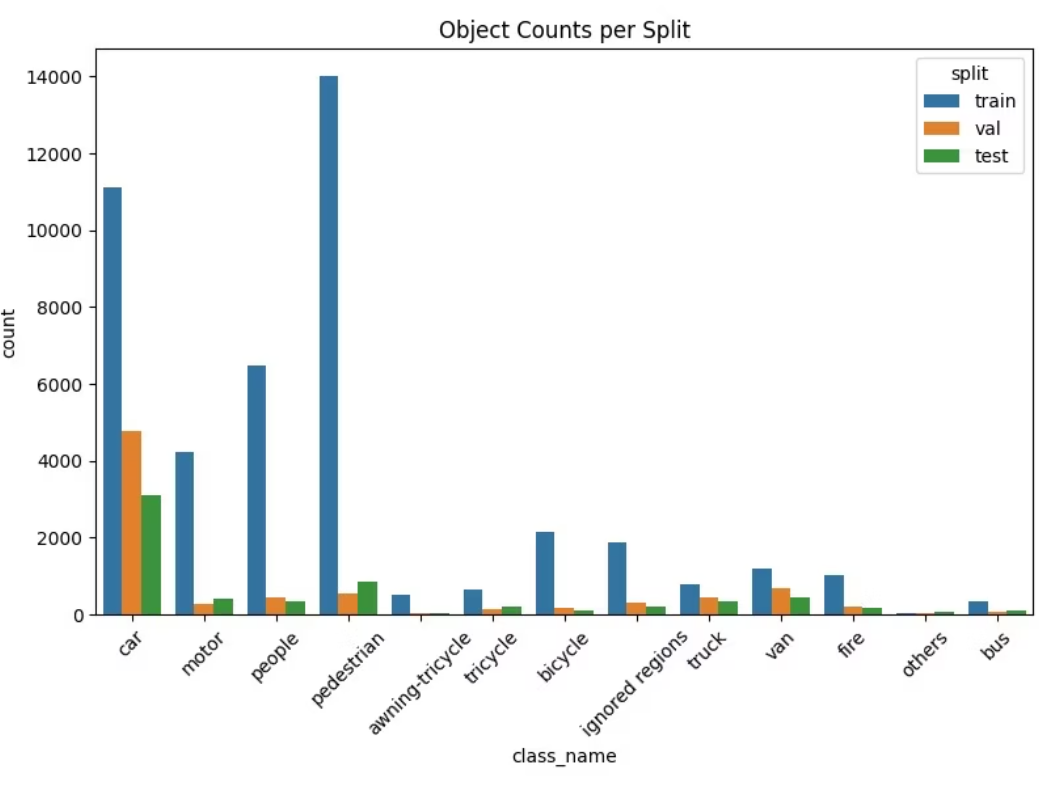 Object Counts per Split
split
train
val
test
14000
12000
10000
8000
6000
4000
2000
0
count
car
motor
people
pedestrian
awning-tricycle
tricycle
bicycle
ignored regions
truck
van
fire
others
bus
class_name